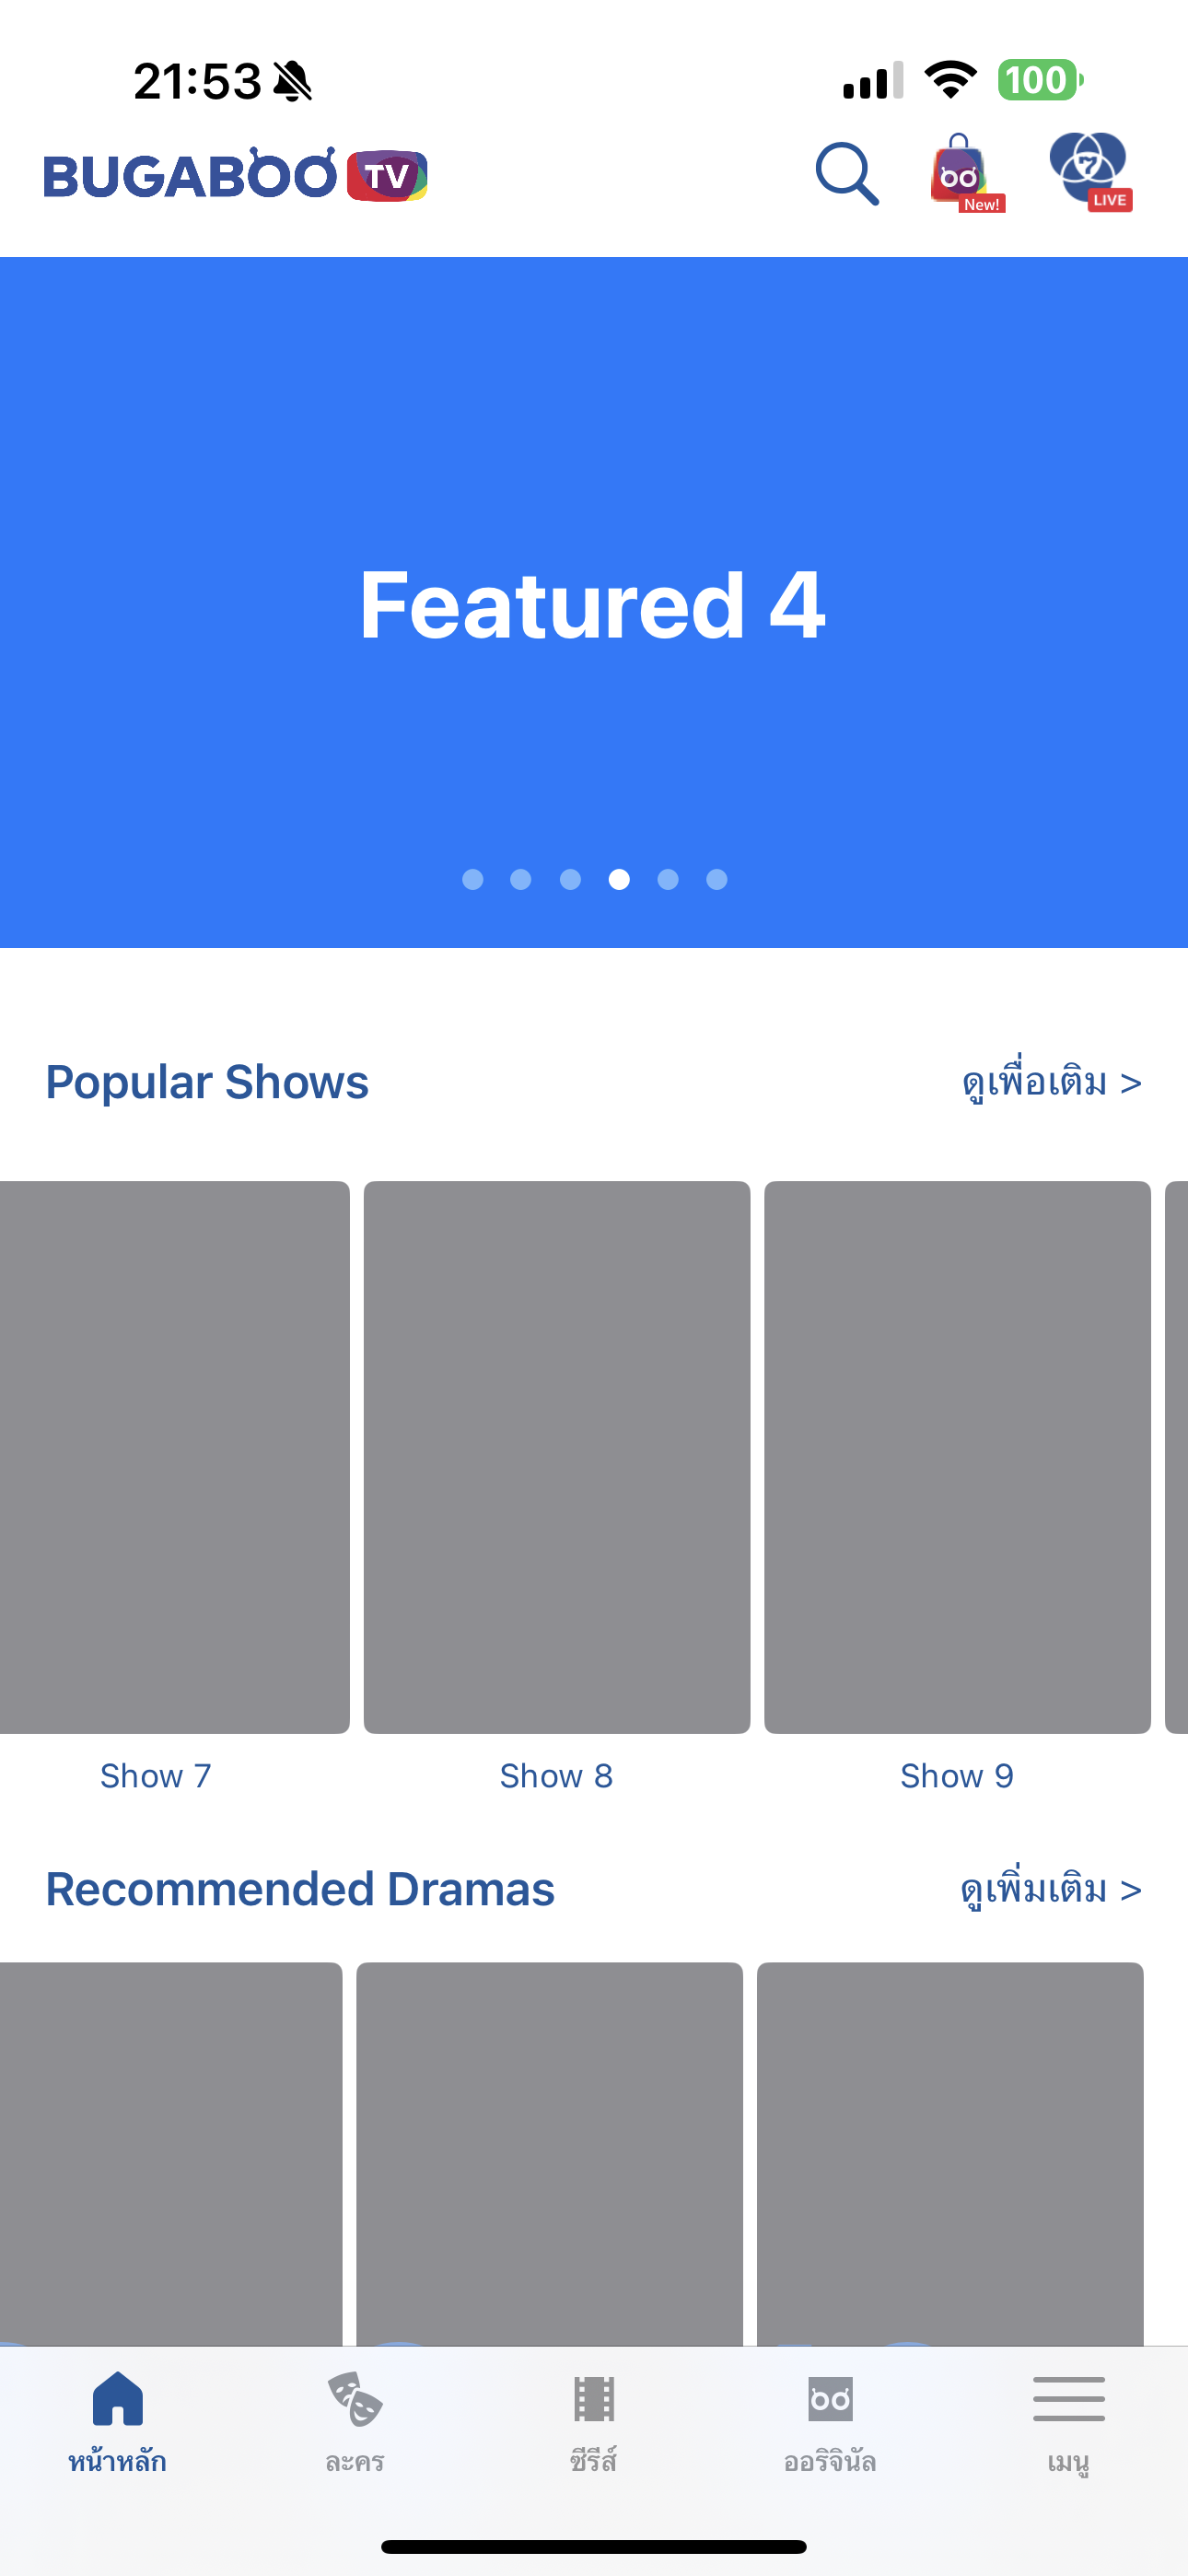 21:53
100
BUGABOO TV
New!
LIVE
Featured 4
Popular Shows
ดูเพื่อเติม >
Show 7
Show 8
Show 9
Recommended Dramas
ดูเพิ่มเติม >
หน้าหลัก
ละคร
ซีรีส์
ออริจินัล
เมนู